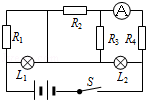 R₂ A
R₁ R₃ R₄
L₁ S L₂